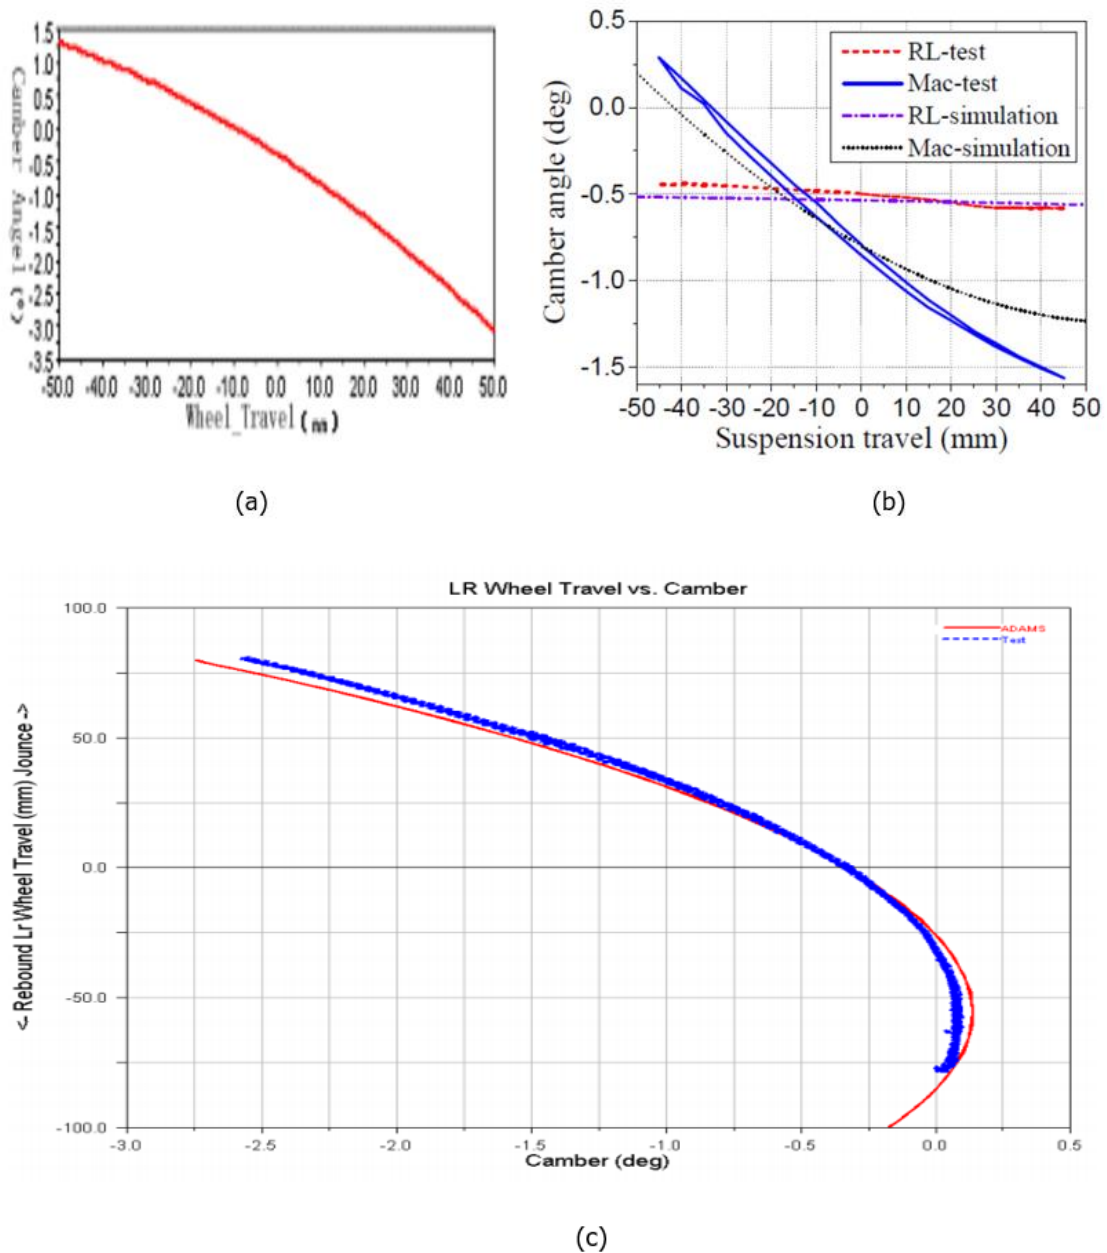 1.5
1.0
0.5
0.0
-0.5
-1.0
-1.5
-2.0
-2.5
-3.0
-3.5
Camber Angel (°)
-50.0 -40.0 -30.0 -20.0 -10.0 0.0 10.0 20.0 30.0 40.0 50.0
Wheel_Travel (mm)
(a)
0.5
0.0
-0.5
-1.0
-1.5
Camber angle (deg)
RL-test
Mac-test
RL-simulation
Mac-simulation
-50 -40 -30 -20 -10 0 10 20 30 40 50
Suspension travel (mm)
(b)
LR Wheel Travel vs. Camber
100.0
50.0
0.0
-50.0
-100.0
<- Rebound Lr Wheel Travel (mm) Jounce ->
ADAMS
Test
-3.0 -2.5 -2.0 -1.5 -1.0 -0.5 0.0 0.5
Camber (deg)
(c)